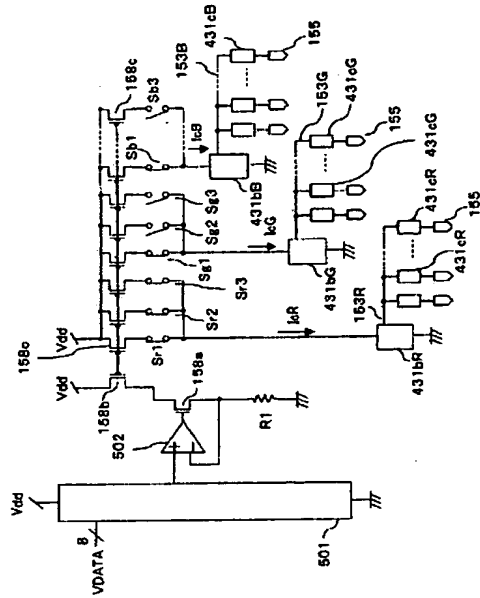 Vdd
VDATA
8
501
502
Vdd
158b
158a
R1
Vdd
158c
Sr1
Sr2
Sr3
Sg1
Sg2
Sg3
Sb1
Sb3
158c
IcR
IcG
IcB
431bR
153R
431cR
431cR
155
431bG
153G
431cG
431cG
155
431bB
153B
431cB
155